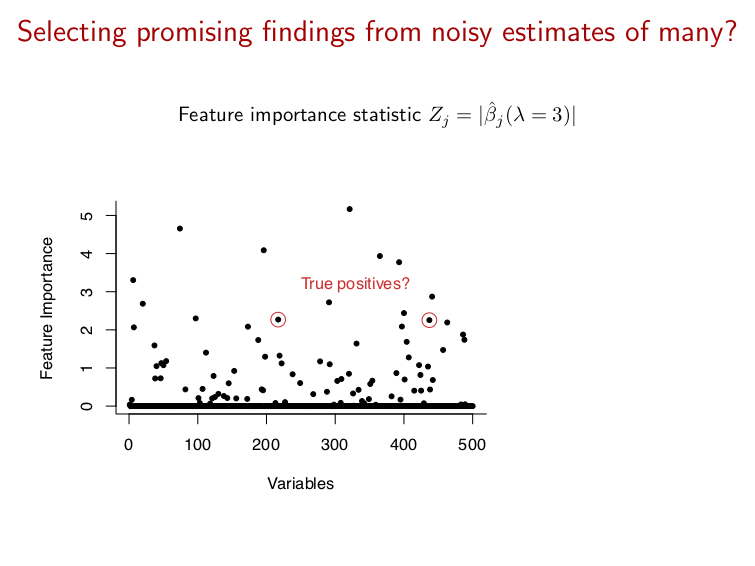 Selecting promising findings from noisy estimates of many?
Feature importance statistic $Z_j = |\hat{\beta}_j(\lambda = 3)|$
True positives?
Feature Importance
5
4
3
2
1
0
0 100 200 300 400 500
Variables